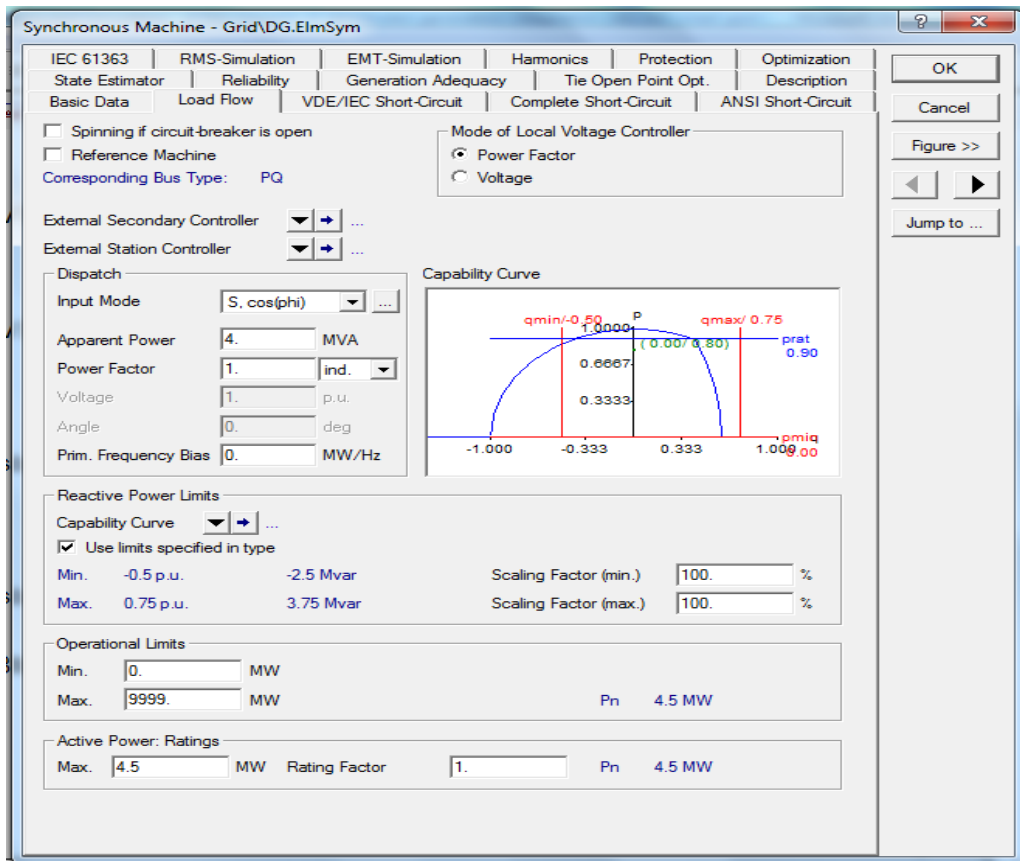 Synchronous Machine - Grid\DG.ElmSym
IEC 61363 RMS-Simulation EMT-Simulation Harmonics Protection Optimization
State Estimator Reliability Generation Adequacy Tie Open Point Opt. Description
Basic Data Load Flow VDE/IEC Short-Circuit Complete Short-Circuit ANSI Short-Circuit
OK
Cancel
Figure >>
Jump to ...
Spinning if circuit-breaker is open
Reference Machine
Corresponding Bus Type: PQ
Mode of Local Voltage Controller
Power Factor
Voltage
External Secondary Controller ...
External Station Controller ...
Dispatch
Input Mode S, cos(phi) ...
Apparent Power 4. MVA
Power Factor 1. ind.
Voltage 1. p.u.
Angle 0. deg
Prim. Frequency Bias 0. MW/Hz
Capability Curve
qmin/-0.50 p qmax/ 0.75
1.0000
prat
( 0.00/ 0.80)
0.90
0.6667
0.3333
-1.000 -0.333 0.333 1.000
0.00
Reactive Power Limits
Capability Curve ...
Use limits specified in type
Min. -0.5 p.u. -2.5 Mvar Scaling Factor (min.) 100. %
Max. 0.75 p.u. 3.75 Mvar Scaling Factor (max.) 100. %
Operational Limits
Min. 0. MW
Max. 9999. MW Pn 4.5 MW
Active Power: Ratings
Max. 4.5 MW Rating Factor 1. Pn 4.5 MW